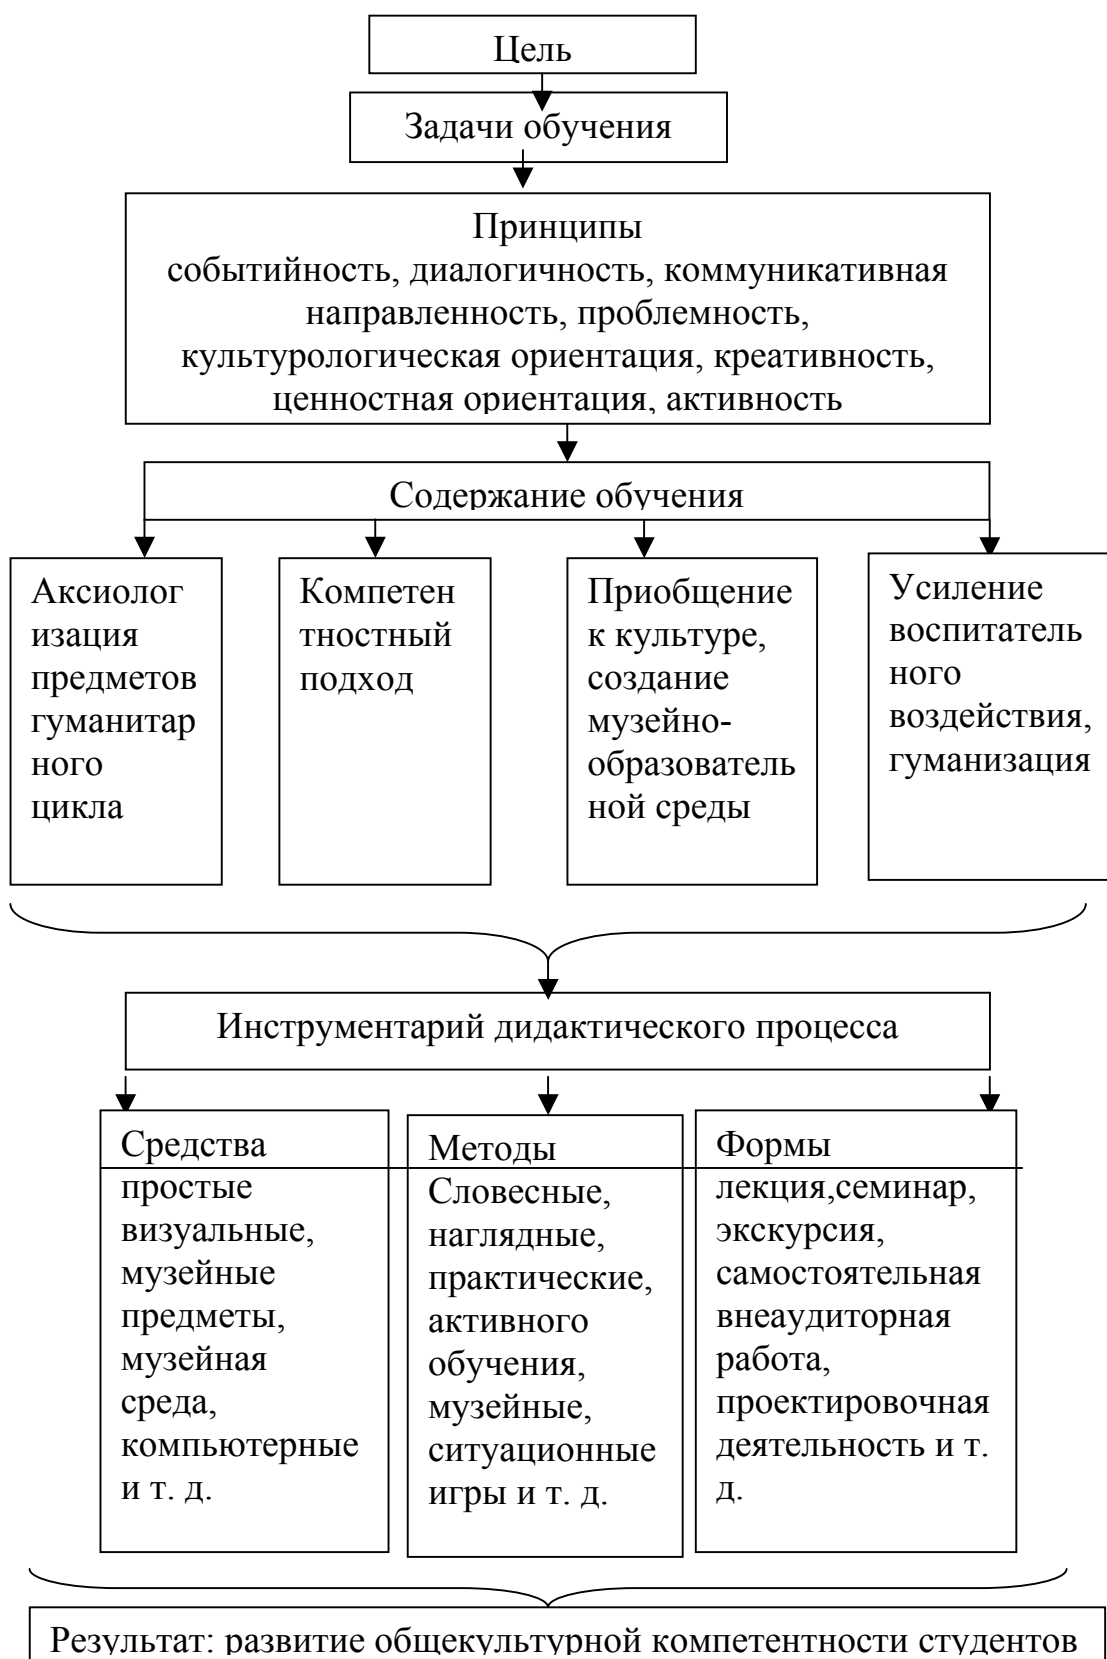 Цель
Задачи обучения
Принципы
событийность, диалогичность, коммуникативная
направленность, проблемность,
культурологическая ориентация, креативность,
ценностная ориентация, активность
Содержание обучения
Аксиолог
изация
предметов
гуманитар
ного
цикла
Компетен
тностный
подход
Приобщение
к культуре,
создание
музейно-
образователь
ной среды
Усиление
воспитатель
ного
воздействия,
гуманизация
Инструментарий дидактического процесса
Средства
простые
визуальные,
музейные
предметы,
музейная
среда,
компьютерные
и т. д.
Методы
Словесные,
наглядные,
практические,
активного
обучения,
музейные,
ситуационные
игры и т. д.
Формы
лекция,семинар,
экскурсия,
самостоятельная
внеаудиторная
работа,
проектировочная
деятельность и т.
д.
Результат: развитие общекультурной компетентности студентов